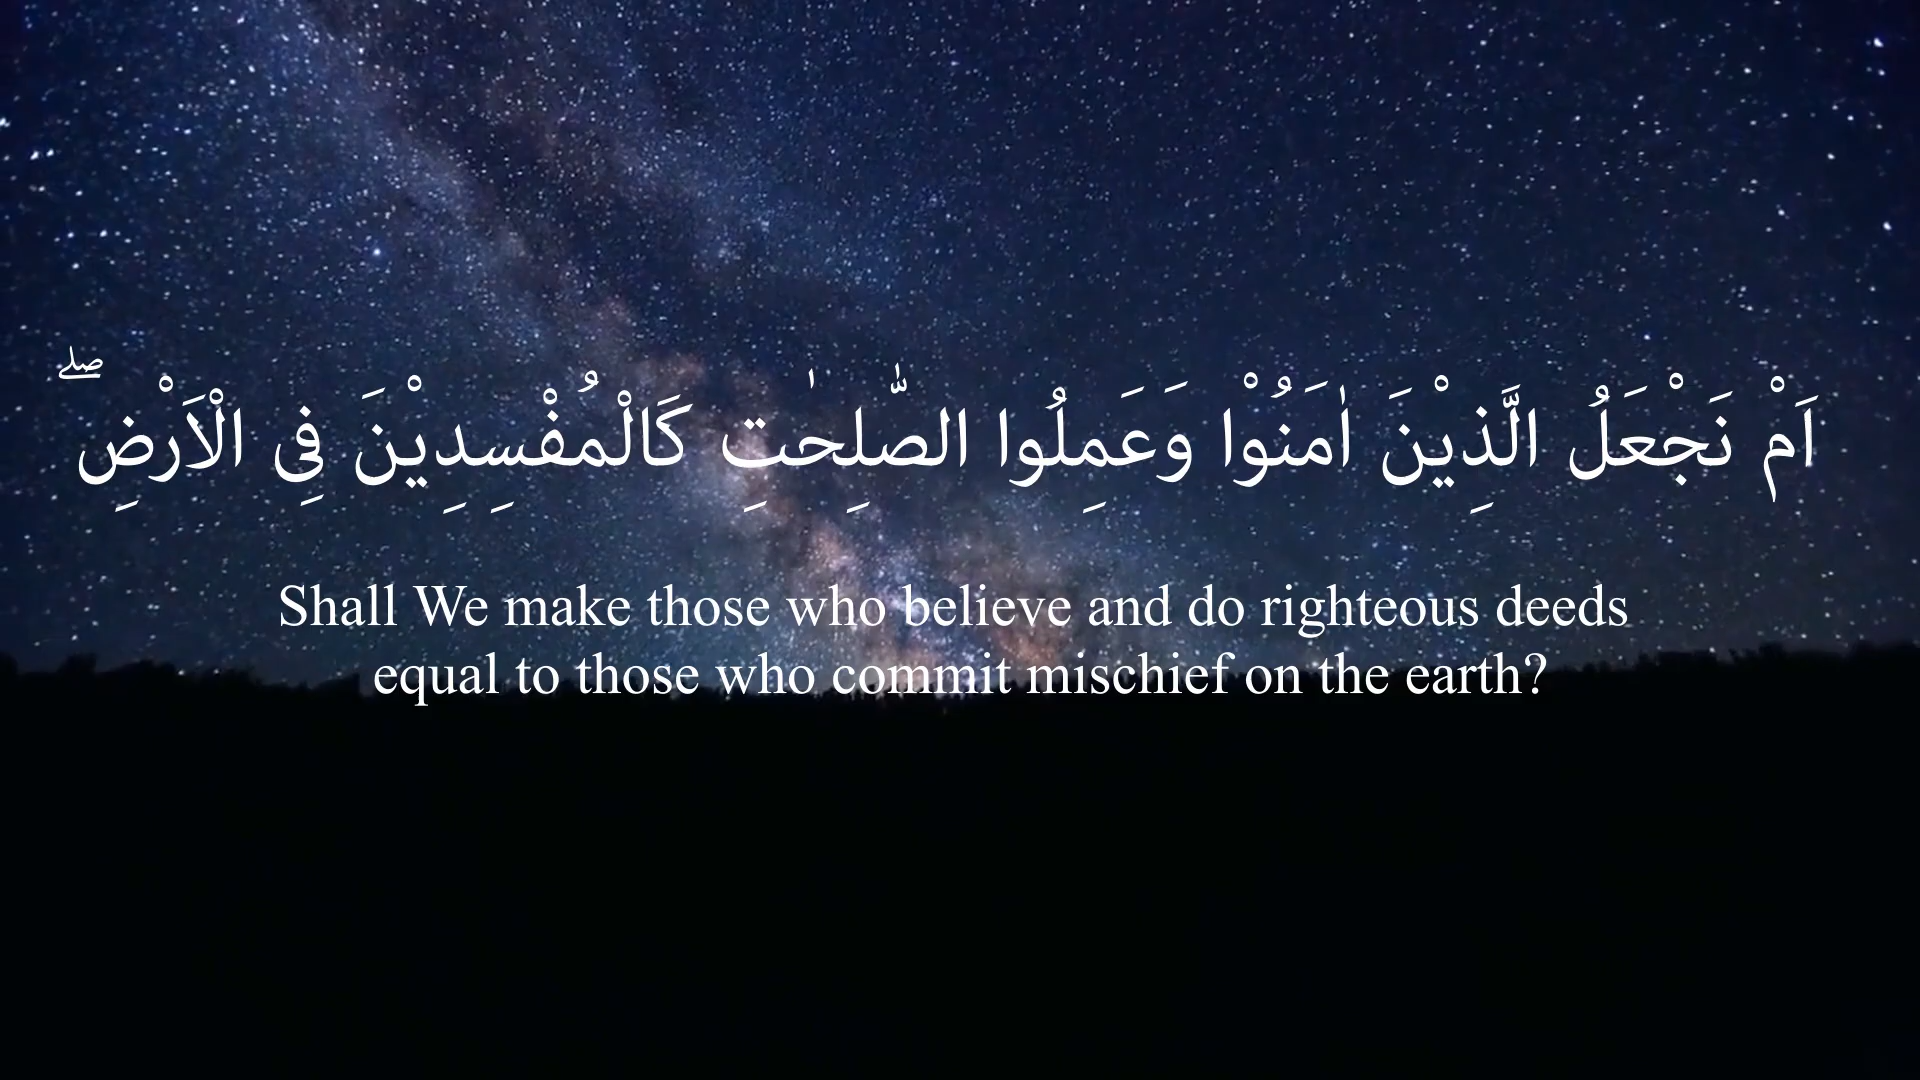 اَمْ نَجْعَلُ الَّذِيْنَ اٰمَنُوْا وَعَمِلُوا الصّٰلِحٰتِ كَالْمُفْسِدِيْنَ فِى الْاَرْضِۖ
Shall We make those who believe and do righteous deeds
equal to those who commit mischief on the earth?